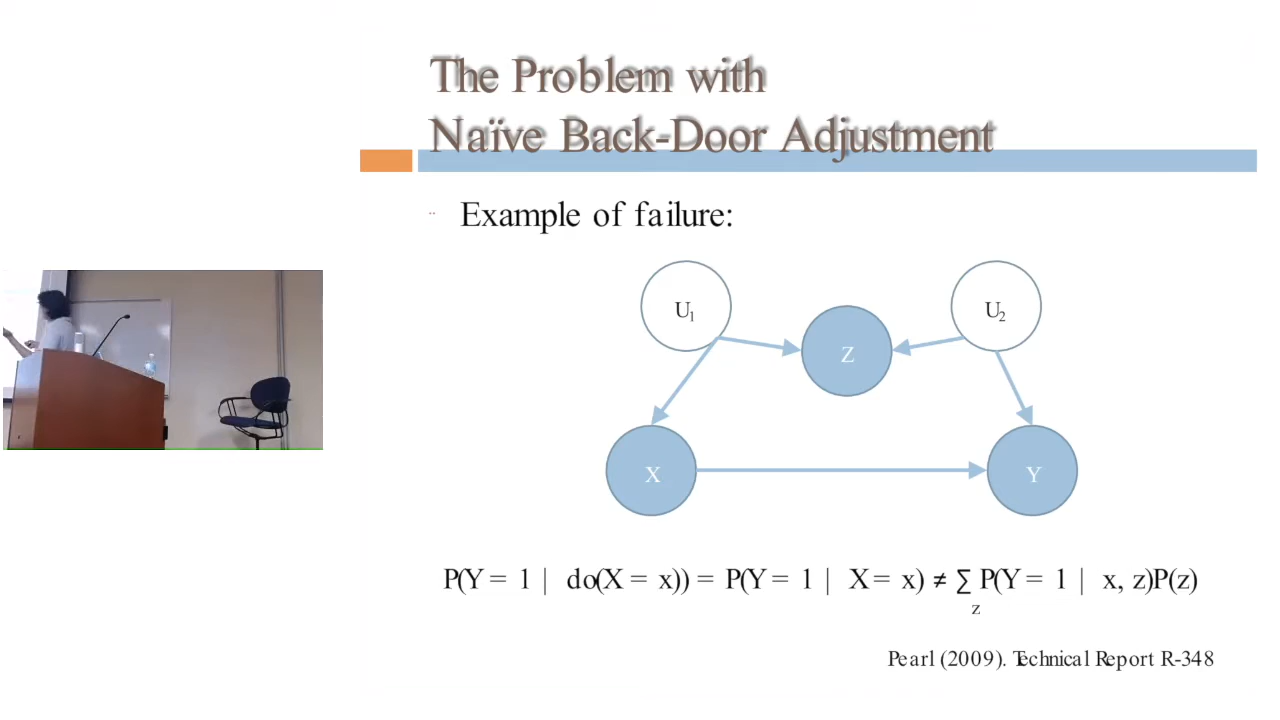 The Problem with
Naïve Back-Door Adjustment
Example of failure:
U1
U2
Z
X
Y
P(Y = 1 | do(X = x)) = P(Y = 1 | X = x) ≠ ∑ P(Y = 1 | x, z)P(z)
z
Pearl (2009). Technical Report R-348